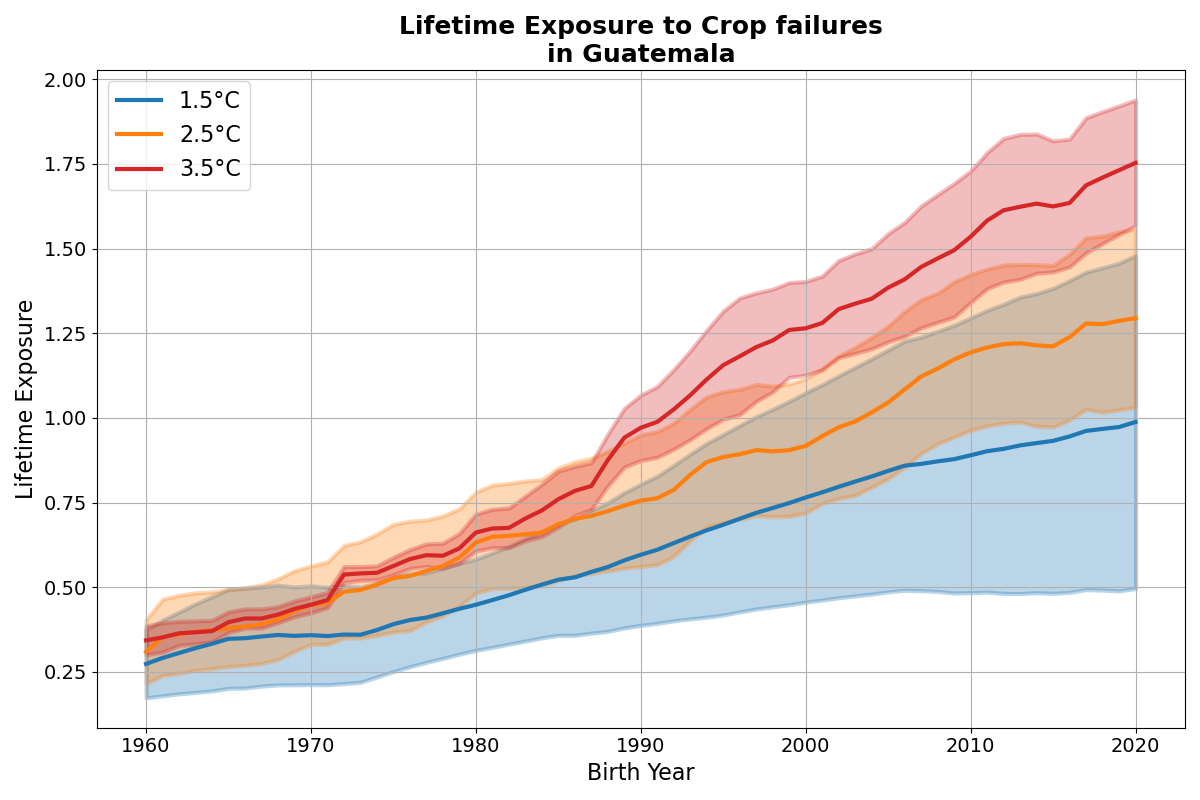 Lifetime Exposure to Crop failures
in Guatemala
1.5°C
2.5°C
3.5°C
Lifetime Exposure
2.00
1.75
1.50
1.25
1.00
0.75
0.50
0.25
1960
1970
1980
1990
2000
2010
2020
Birth Year